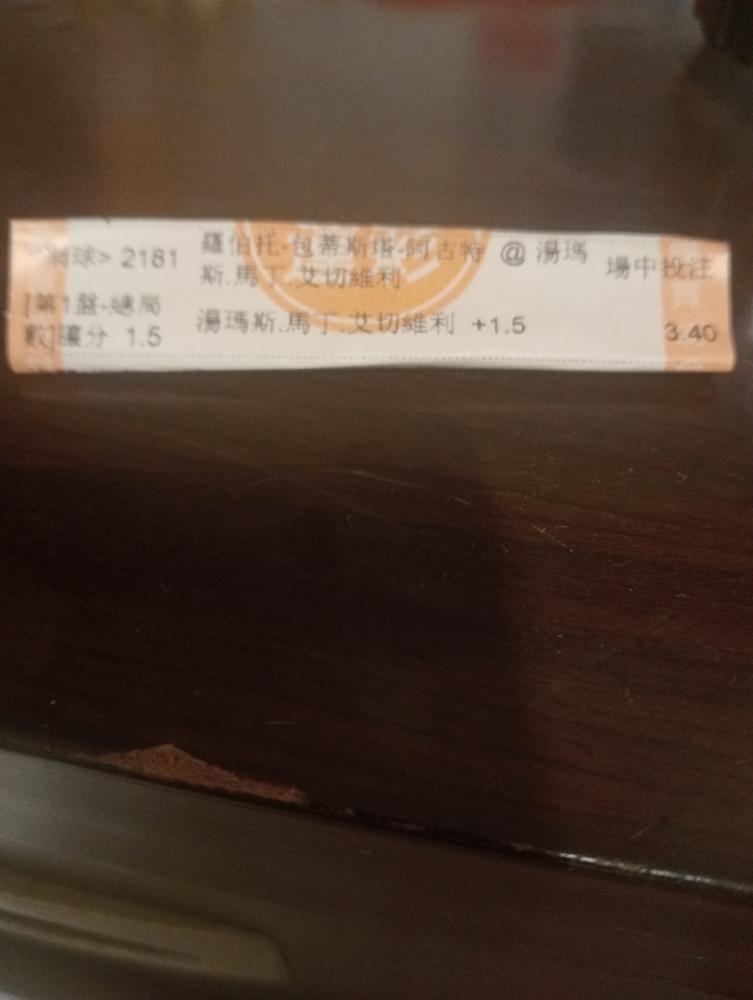 網球> 2181 羅伯托-包蒂斯塔-阿古特 @ 湯瑪 場中投注
斯.馬丁.艾切維利
[第1盤-總局
數]讓分 1.5 湯瑪斯.馬丁.艾切維利 +1.5 3.40